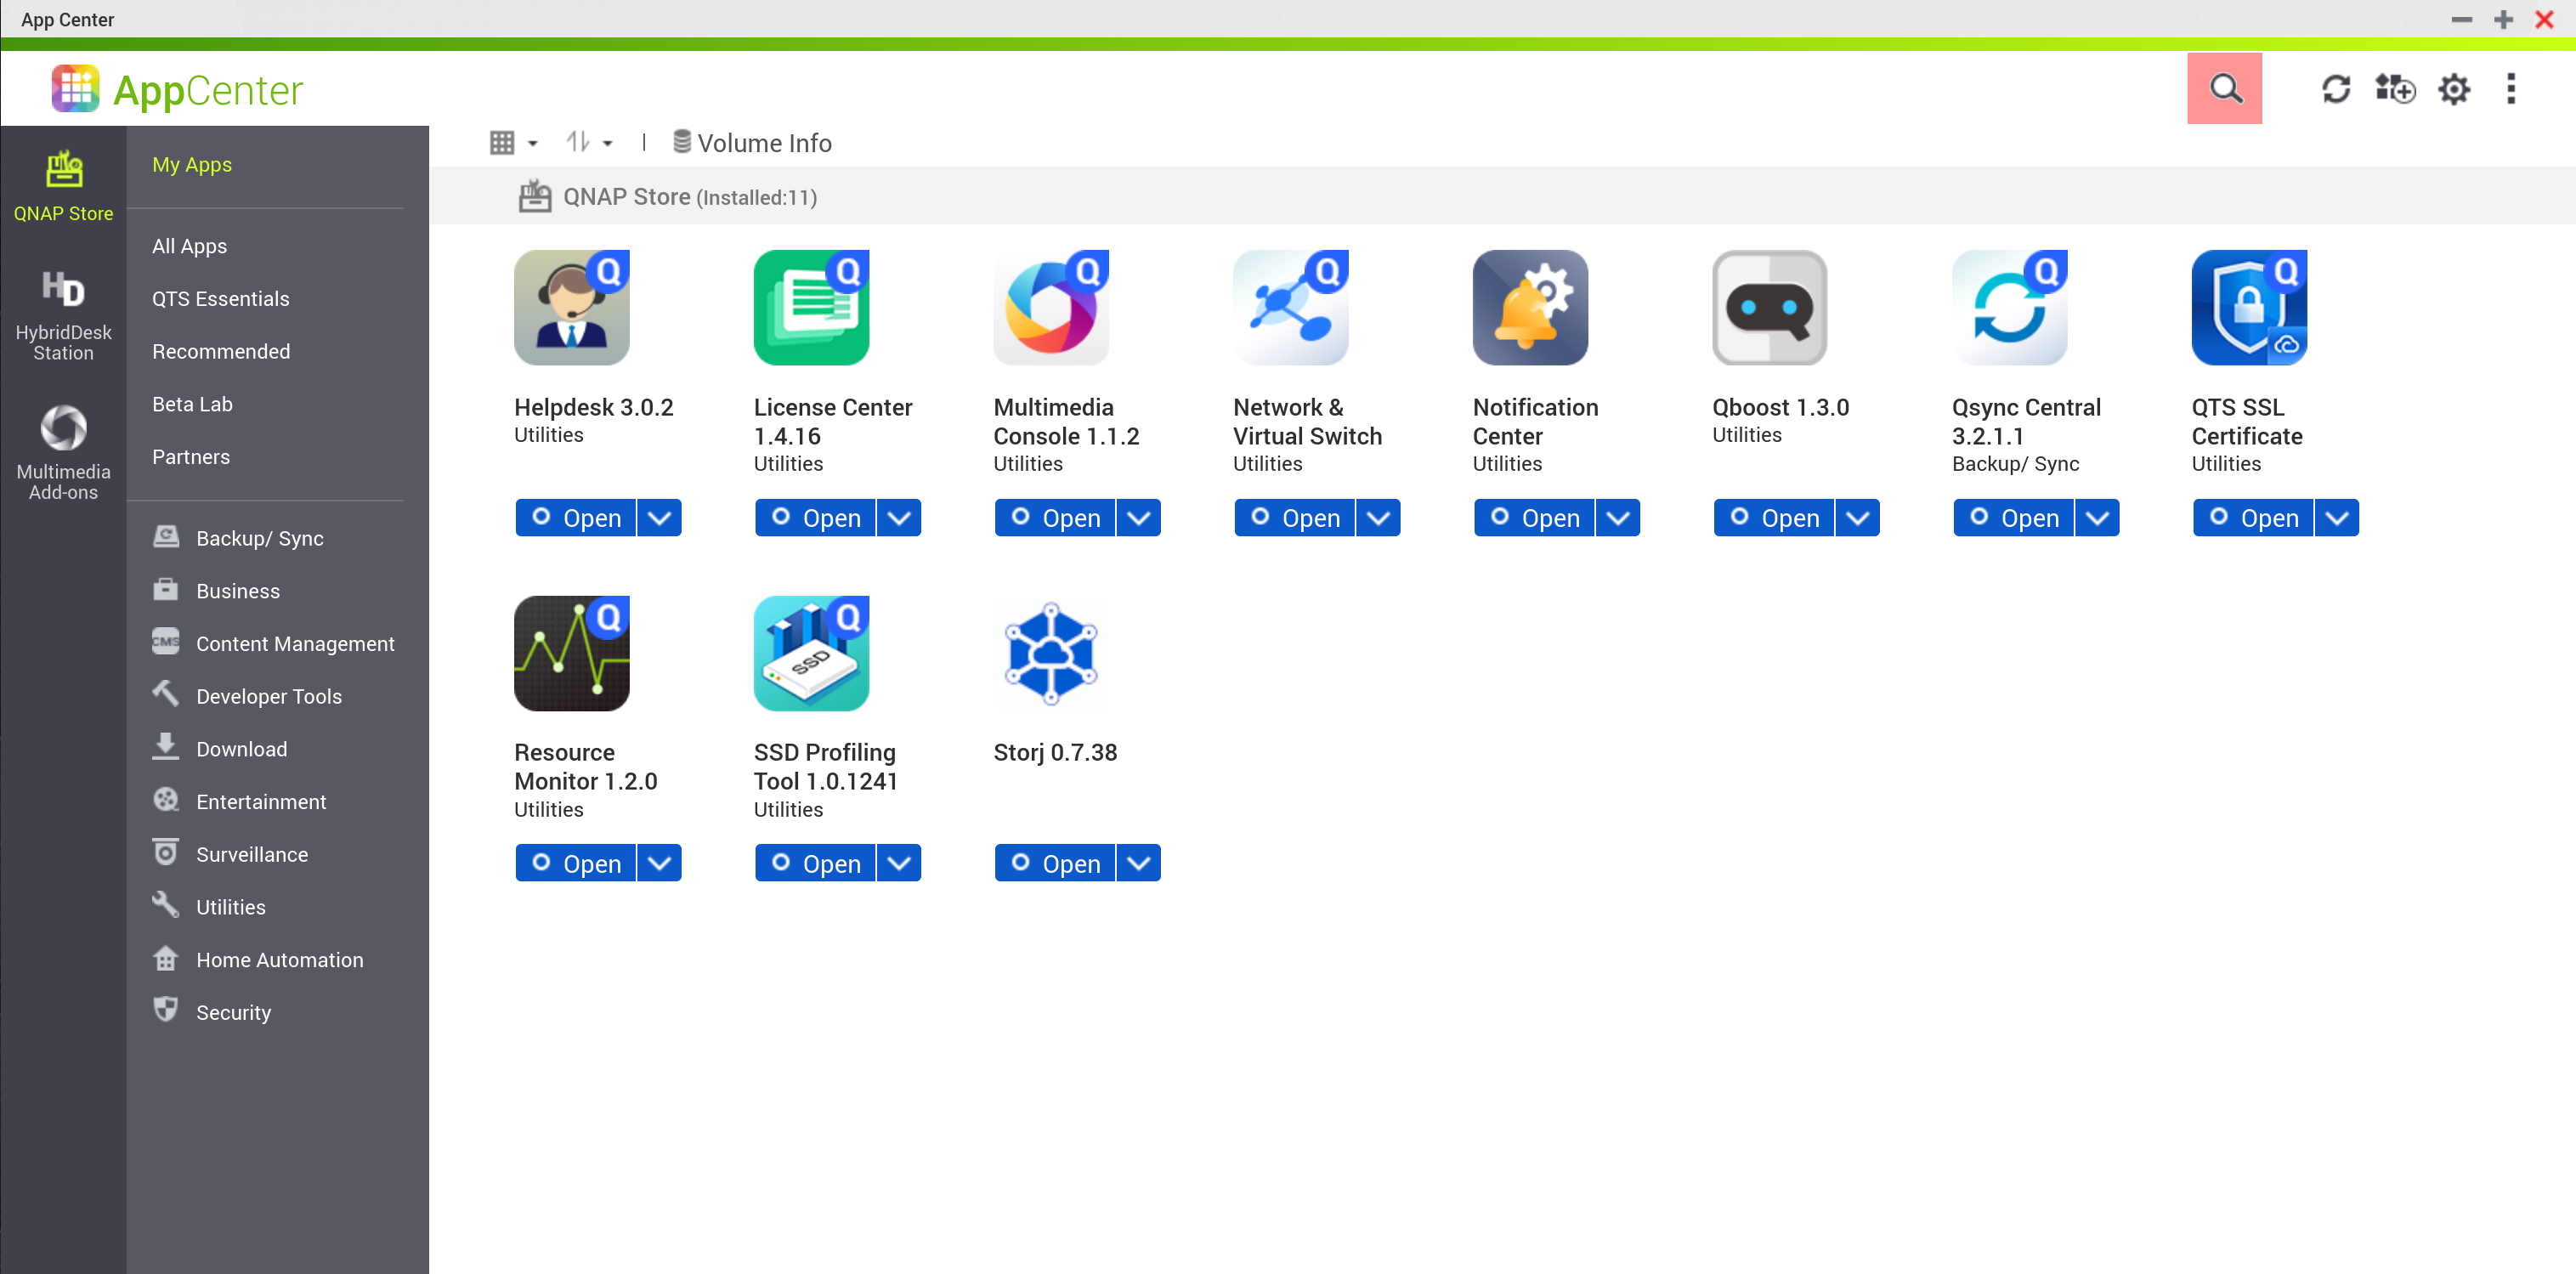 App Center
AppCenter
QNAP Store
HD
HybridDesk
Station
Multimedia
Add-ons
My Apps
All Apps
QTS Essentials
Recommended
Beta Lab
Partners
Backup/ Sync
Business
CMS Content Management
Developer Tools
Download
Entertainment
Surveillance
Utilities
Home Automation
Security
Volume Info
QNAP Store (Installed:11)
Q
Q
Q
Q
Q
Q
Helpdesk 3.0.2
Utilities
Open
License Center
1.4.16
Utilities
Open
Multimedia
Console 1.1.2
Utilities
Open
Network &
Virtual Switch
Utilities
Open
Notification
Center
Utilities
Open
Qboost 1.3.0
Utilities
Open
Qsync Central
3.2.1.1
Backup/ Sync
Open
QTS SSL
Certificate
Utilities
Open
Q
Q
SSD
Resource
Monitor 1.2.0
Utilities
Open
SSD Profiling
Tool 1.0.1241
Utilities
Open
Storj 0.7.38
Open